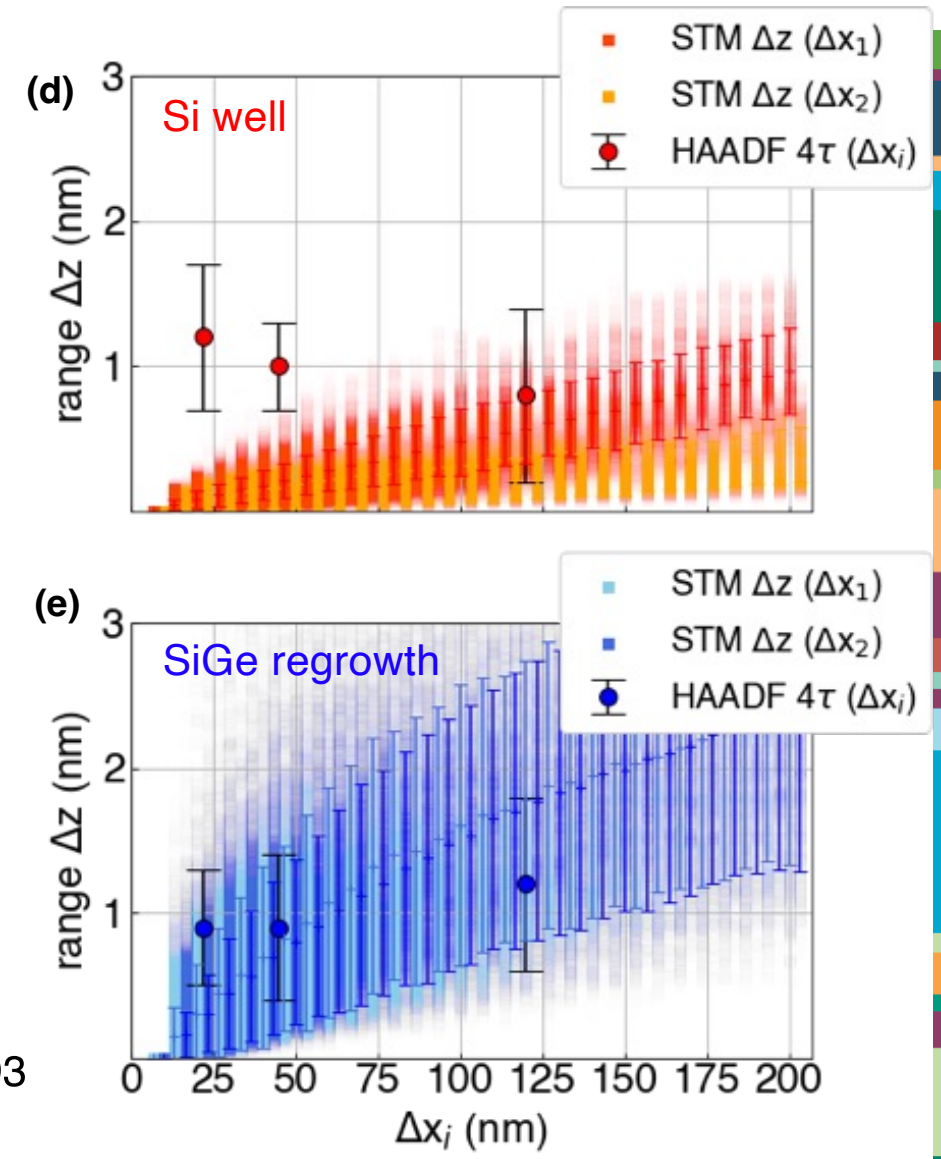 (d)
Si well
STM Δz (Δx₁)
STM Δz (Δx₂)
HAADF 4τ (Δxᵢ)
3
2
1
range Δz (nm)
(e)
SiGe regrowth
STM Δz (Δx₁)
STM Δz (Δx₂)
HAADF 4τ (Δxᵢ)
3
2
1
range Δz (nm)
0 25 50 75 100 125 150 175 200
Δxᵢ (nm)